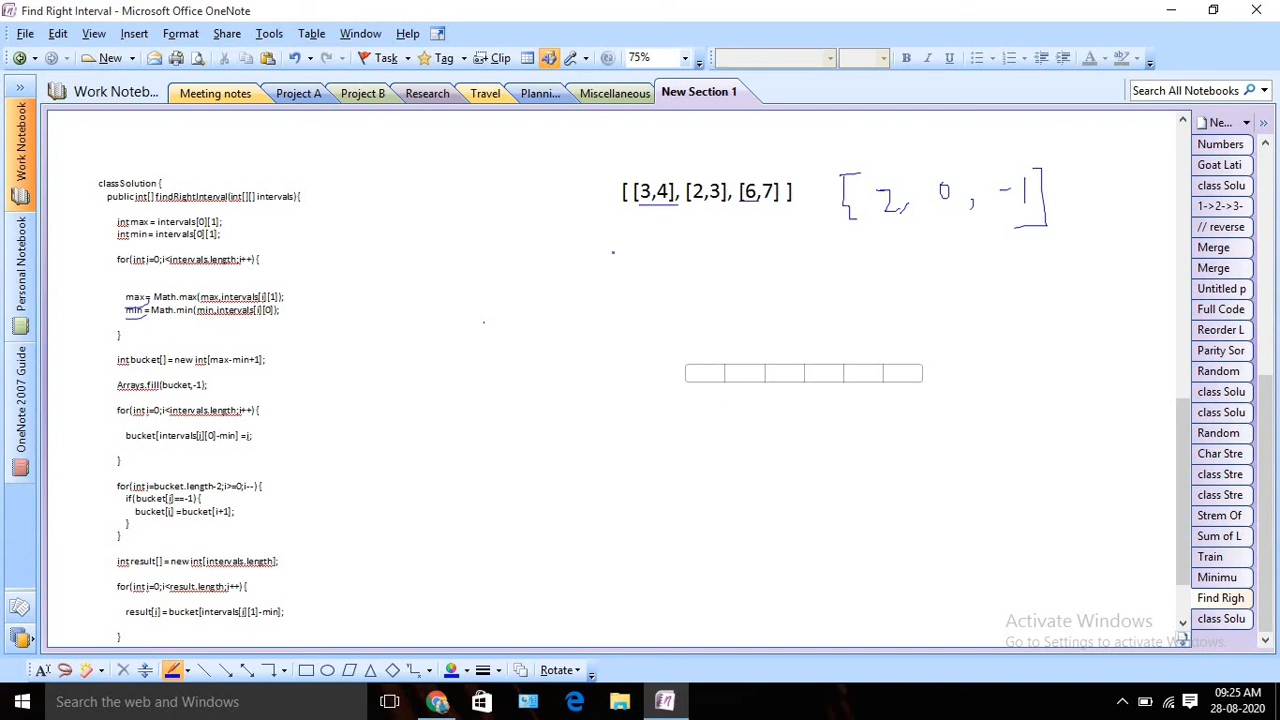 Find Right Interval - Microsoft Office OneNote
File Edit View Insert Format Share Tools Table Window Help
New Task Tag Clip 75% B I U A ab
Work Noteb... Meeting notes Project A Project B Research Travel Planni... Miscellaneous New Section 1 Search All Notebooks
Work Notebook
Personal Notebook
OneNote 2007 Guide
class Solution {
public int[] findRightInterval(int[][] intervals){
int max = intervals[0][1];
int min = intervals[0][1];
for(int i=0;i<intervals.length;i++){
max = Math.max(max,intervals[i][1]);
min = Math.min(min,intervals[i][0]);
}
int bucket[] = new int[max-min+1];
Arrays.fill(bucket,-1);
for(int i=0;i<intervals.length;i++){
bucket[intervals[i][0]-min] =i;
}
for(int i=bucket.length-2;i>=0;i--){
if(bucket[i]==-1){
bucket[i] =bucket[i+1];
}
}
int result[] = new int[intervals.length];
for(int i=0;i<result.length;i++){
result[i] = bucket[intervals[i][1]-min];
}
[ [3,4], [2,3], [6,7] ]
[ 2, 0 , -1 ]
Ne...
Numbers
Goat Lati
class Solu
1->2->3-
// reverse
Merge
Merge
Untitled p
Full Code
Reorder L
Parity Sor
Random
class Solu
class Solu
Random
Char Stre
class Stre
class Stre
Strem Of
Sum of L
Train
Minimu
Find Righ
class Solu
Activate Windows
Go to Settings to activate Windows.
Rotate
Search the Web and Windows
09:25 AM
28-08-2020